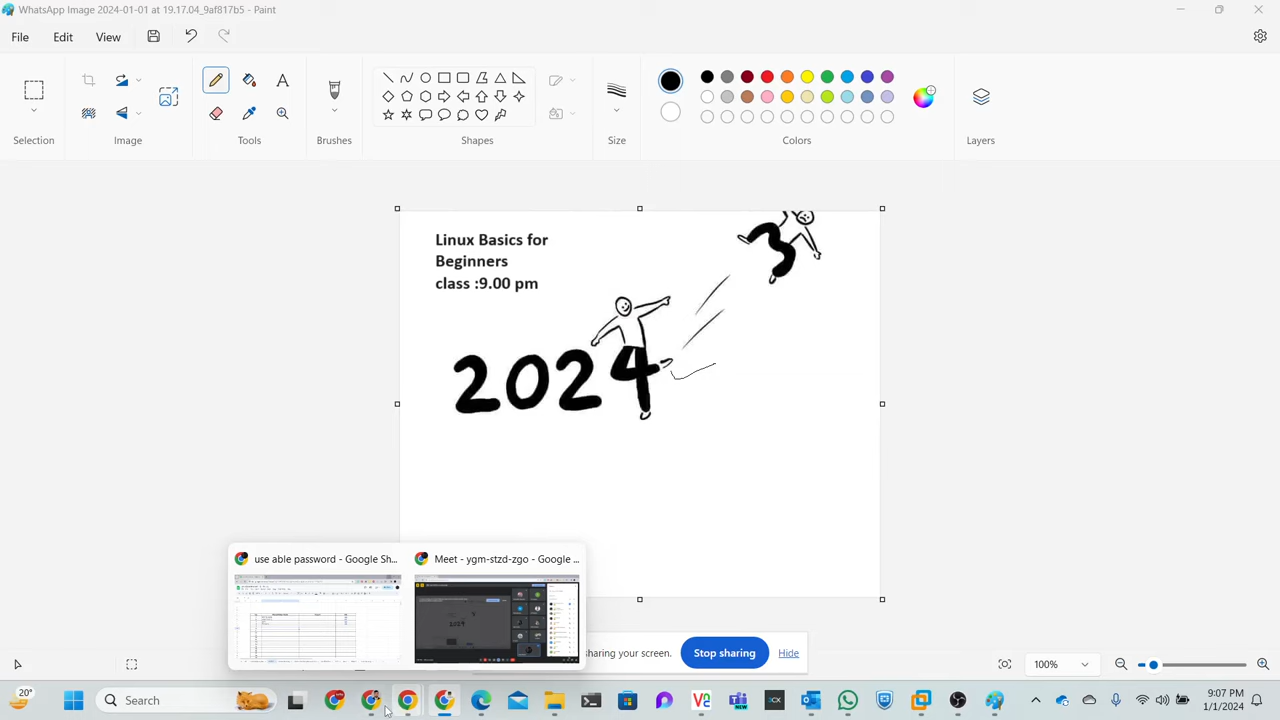 WhatsApp Image 2024-01-01 at 19.17.04_9af817b5 - Paint
File Edit View
Selection Image Tools Brushes Shapes Size Colors Layers
Linux Basics for
Beginners
class :9.00 pm
3
2024
use able password - Google Sh...
Meet - ygm-stzd-zgo - Google ...
sharing your screen.
Stop sharing
Hide
100%
20°
Search
9:07 PM
1/1/2024